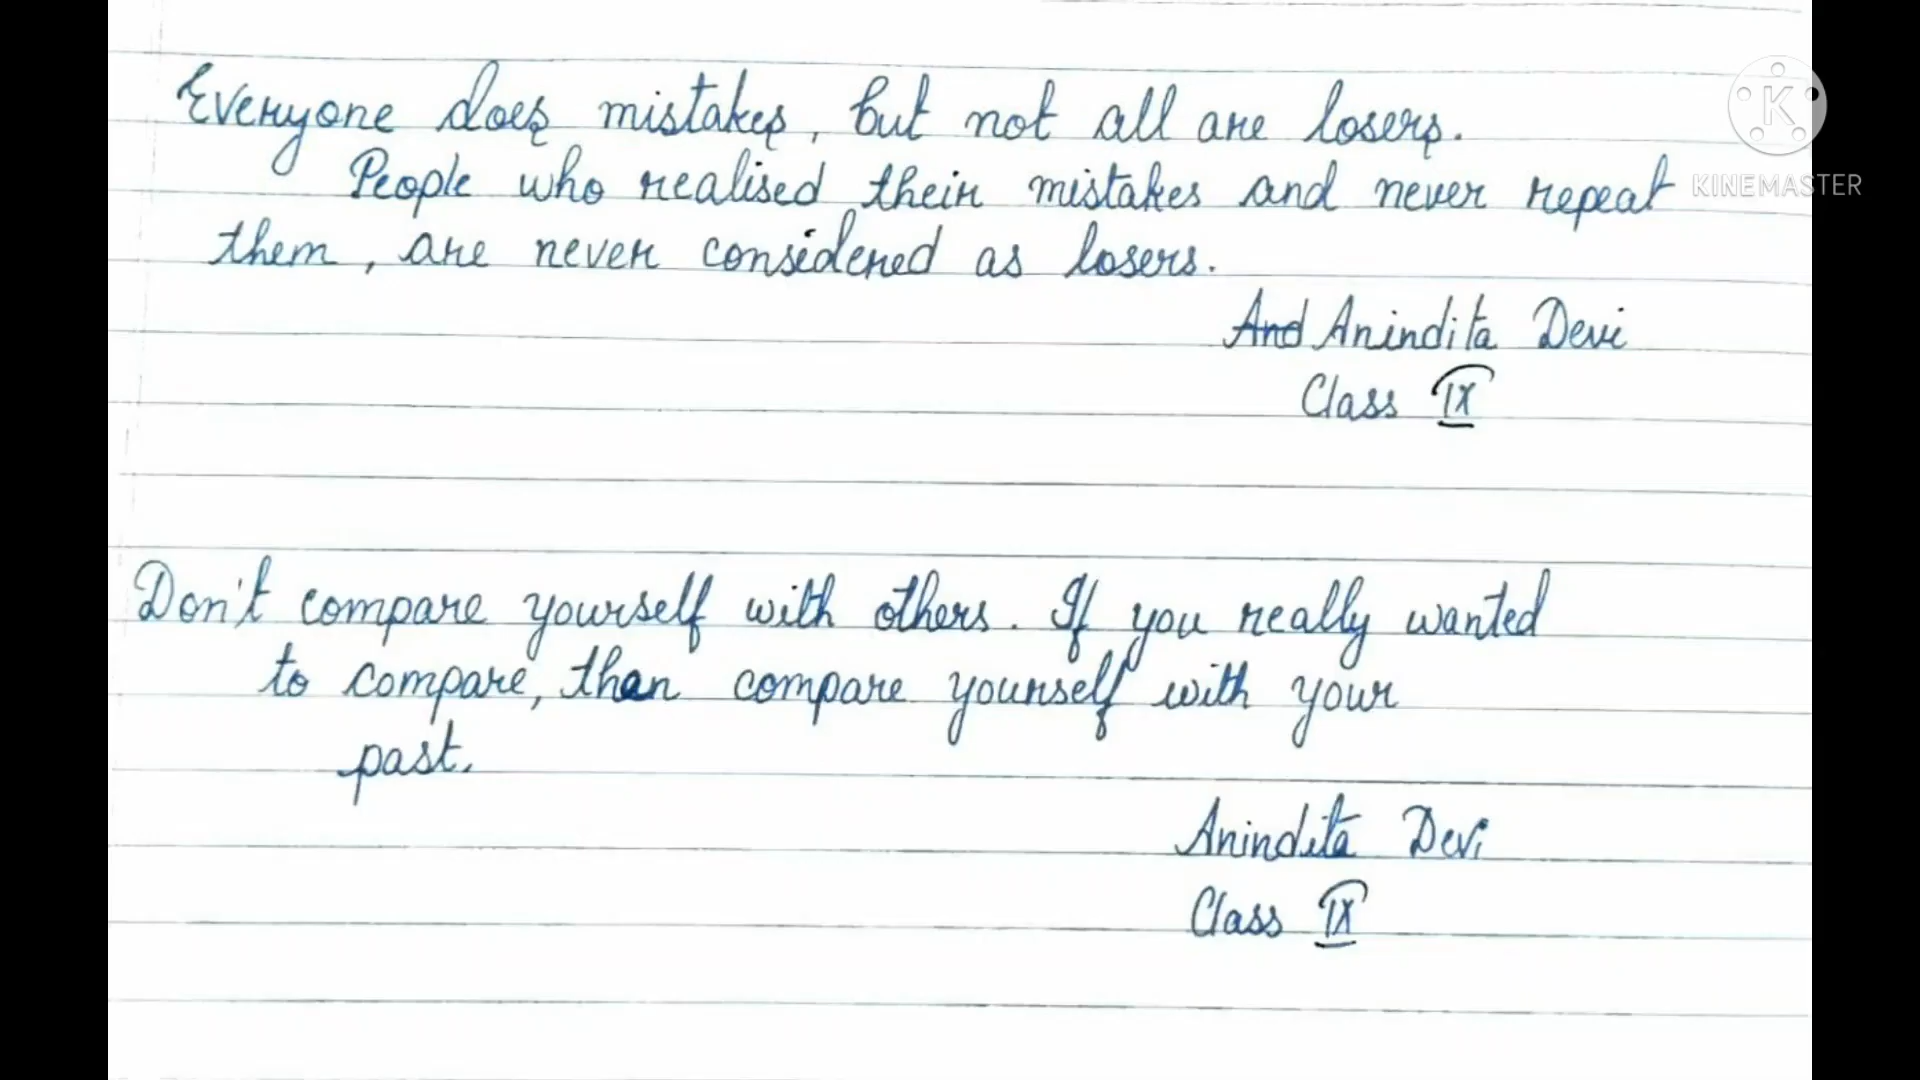 Everyone does mistakes, but not all are losers.
People who realised their mistakes and never repeat
them, are never considered as losers.
And Anindita Devi
Class IX
Don't compare yourself with others. If you really wanted
to compare, then compare yourself with your
past.
Anindita Devi
Class IX
K
KINEMASTER